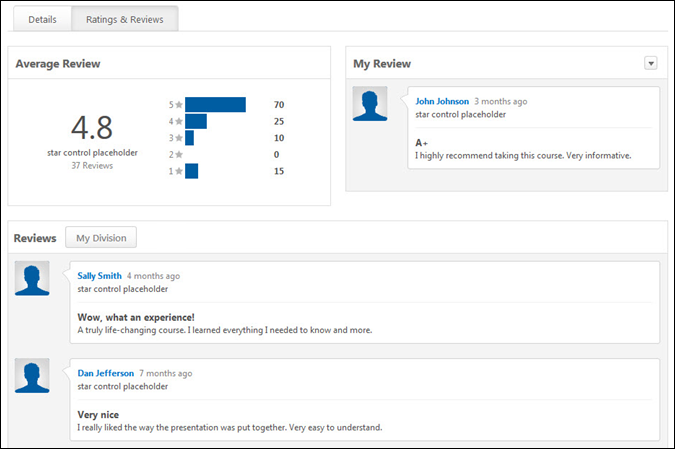 Details Ratings & Reviews
Average Review
4.8
star control placeholder
37 Reviews
5 70
4 25
3 10
2 0
1 15
My Review
John Johnson 3 months ago
star control placeholder
A+
I highly recommend taking this course. Very informative.
Reviews My Division
Sally Smith 4 months ago
star control placeholder
Wow, what an experience!
A truly life-changing course. I learned everything I needed to know and more.
Dan Jefferson 7 months ago
star control placeholder
Very nice
I really liked the way the presentation was put together. Very easy to understand.